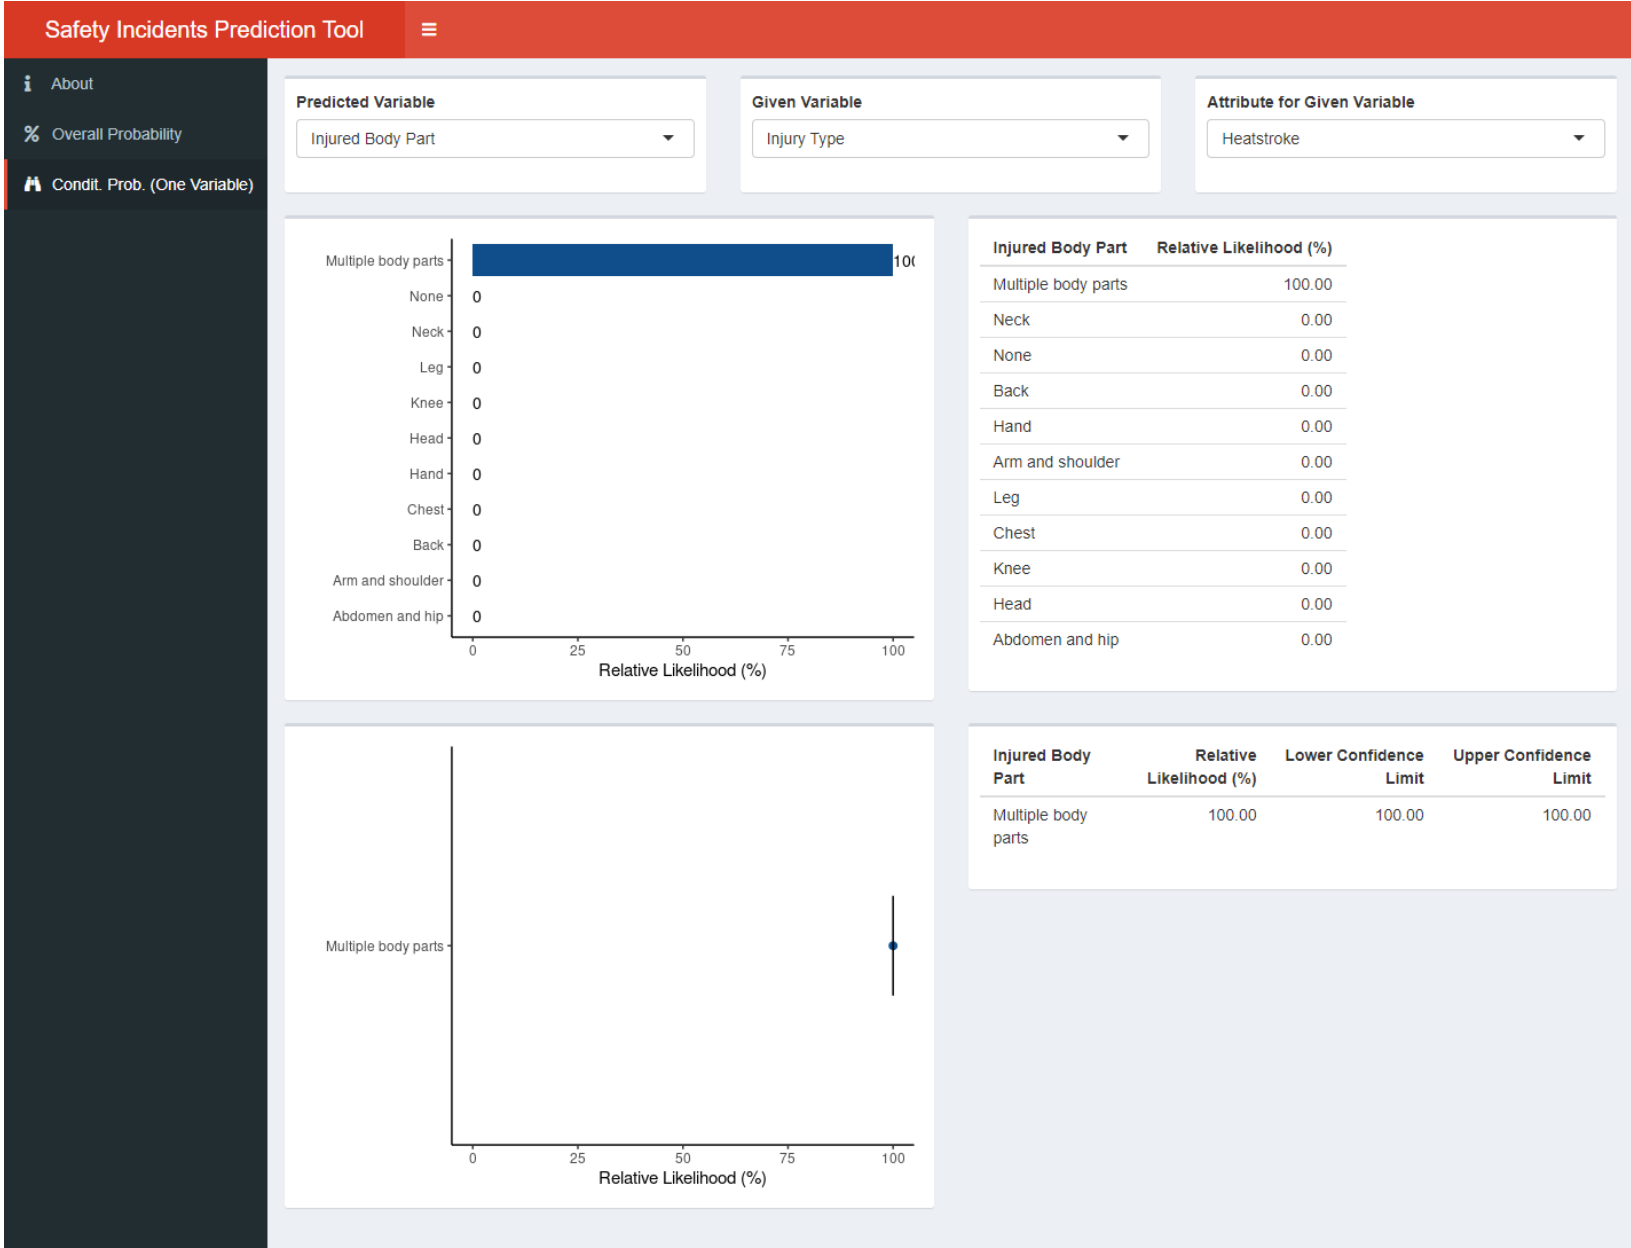 Safety Incidents Prediction Tool
About
Overall Probability
Condit. Prob. (One Variable)
Predicted Variable
Injured Body Part
Given Variable
Injury Type
Attribute for Given Variable
Heatstroke
Multiple body parts 100
None 0
Neck 0
Leg 0
Knee 0
Head 0
Hand 0
Chest 0
Back 0
Arm and shoulder 0
Abdomen and hip 0
0 25 50 75 100
Relative Likelihood (%)
Injured Body Part Relative Likelihood (%)
Multiple body parts 100.00
Neck 0.00
None 0.00
Back 0.00
Hand 0.00
Arm and shoulder 0.00
Leg 0.00
Chest 0.00
Knee 0.00
Head 0.00
Abdomen and hip 0.00
Multiple body parts
0 25 50 75 100
Relative Likelihood (%)
Injured Body Relative Lower Confidence Upper Confidence
Part Likelihood (%) Limit Limit
Multiple body 100.00 100.00 100.00
parts